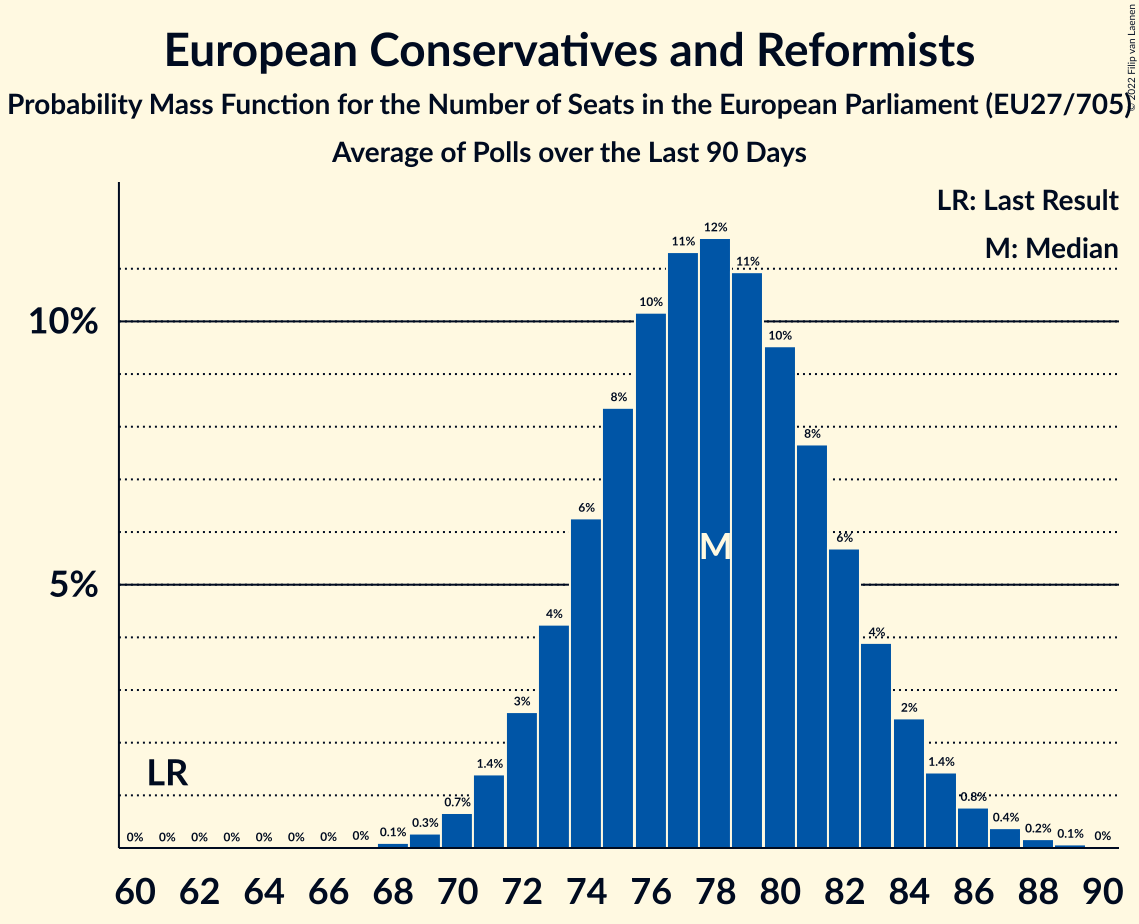 European Conservatives and Reformists
Probability Mass Function for the Number of Seats in the European Parliament (EU27/705)
Average of Polls over the Last 90 Days
© 2022 Filip van Laenen
LR: Last Result
M: Median
10%
5%
LR
M
0% 0% 0% 0% 0% 0% 0% 0% 0.1% 0.3% 0.7% 1.4% 3% 4% 6% 8% 10% 11% 12% 11% 10% 8% 6% 4% 2% 1.4% 0.8% 0.4% 0.2% 0.1% 0%
60 62 64 66 68 70 72 74 76 78 80 82 84 86 88 90